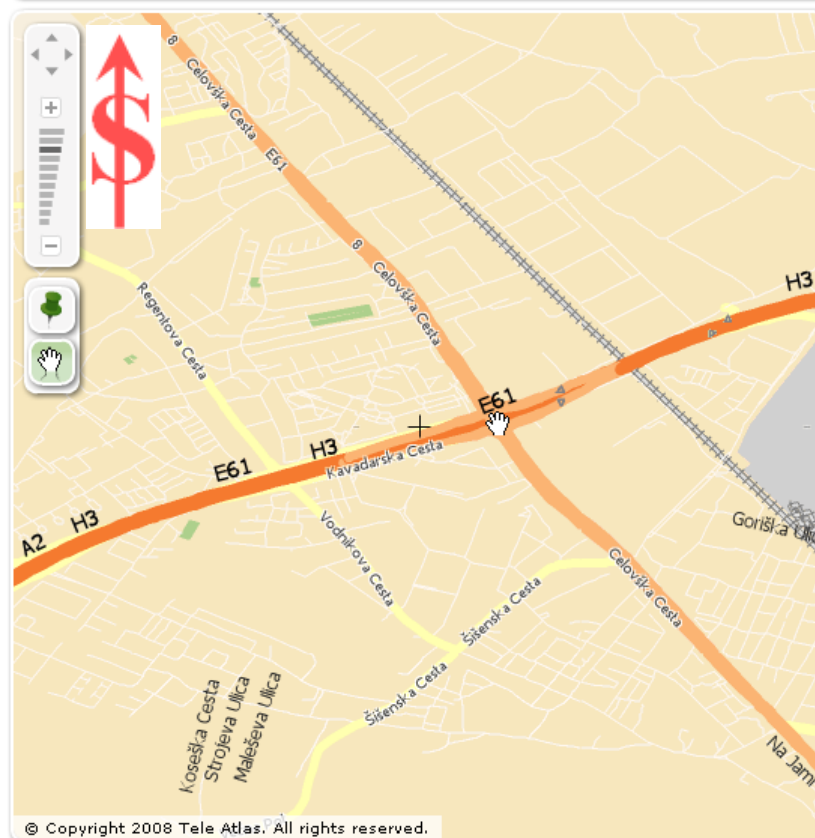 8
Celovška Cesta
E61
$
+
8
Celovška Cesta
H3
Regentova Cesta
E61
H3
Kavadarska Cesta
E61
H3
A2
Vodnikova Cesta
Goriška
Celovška Cesta
Šišenska Cesta
Šišenska Cesta
Koseška Cesta
Strojeva Ulica
Maleševa Ulica
Na Jami
© Copyright 2008 Tele Atlas. All rights reserved.